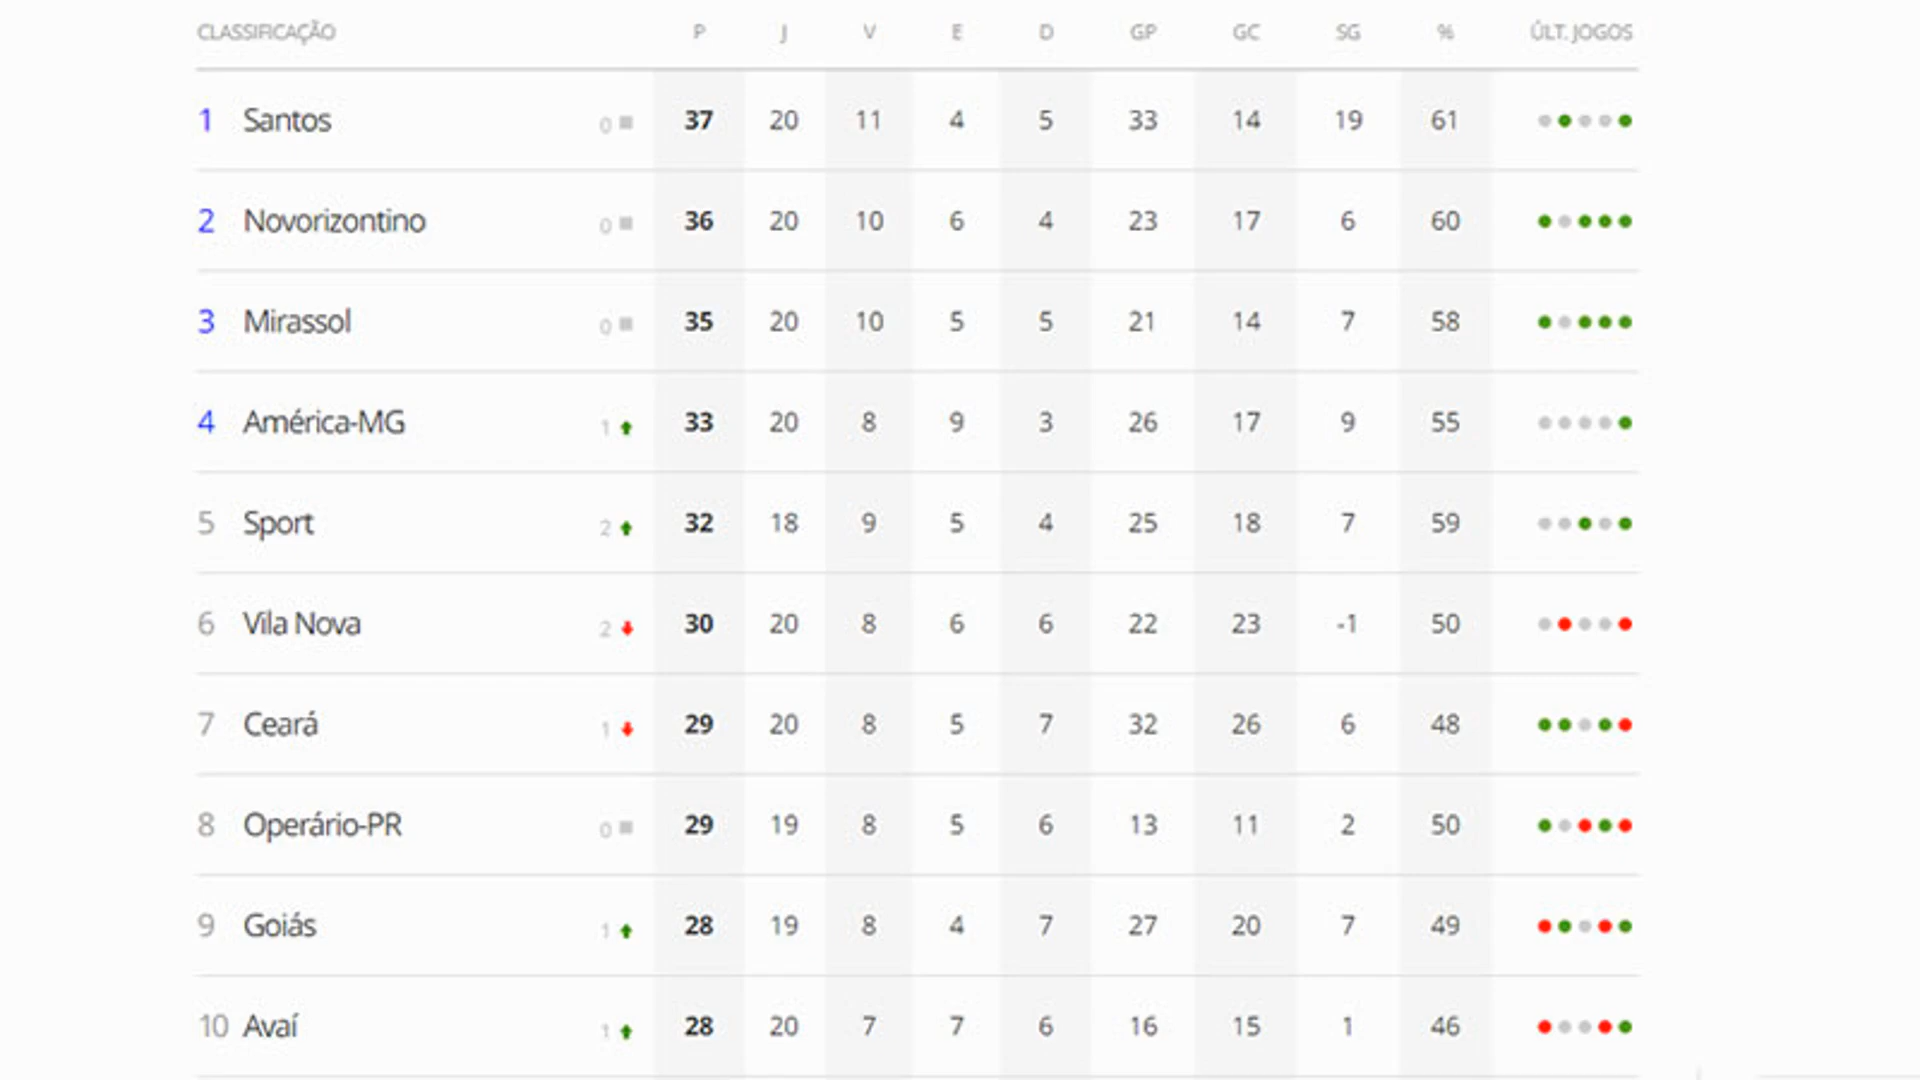 CLASSIFICAÇÃO P J V E D GP GC SG % ÚLT. JOGOS
1 Santos 0 37 20 11 4 5 33 14 19 61
2 Novorizontino 0 36 20 10 6 4 23 17 6 60
3 Mirassol 0 35 20 10 5 5 21 14 7 58
4 América-MG 1 33 20 8 9 3 26 17 9 55
5 Sport 2 32 18 9 5 4 25 18 7 59
6 Vila Nova 2 30 20 8 6 6 22 23 -1 50
7 Ceará 1 29 20 8 5 7 32 26 6 48
8 Operário-PR 0 29 19 8 5 6 13 11 2 50
9 Goiás 1 28 19 8 4 7 27 20 7 49
10 Avaí 1 28 20 7 7 6 16 15 1 46